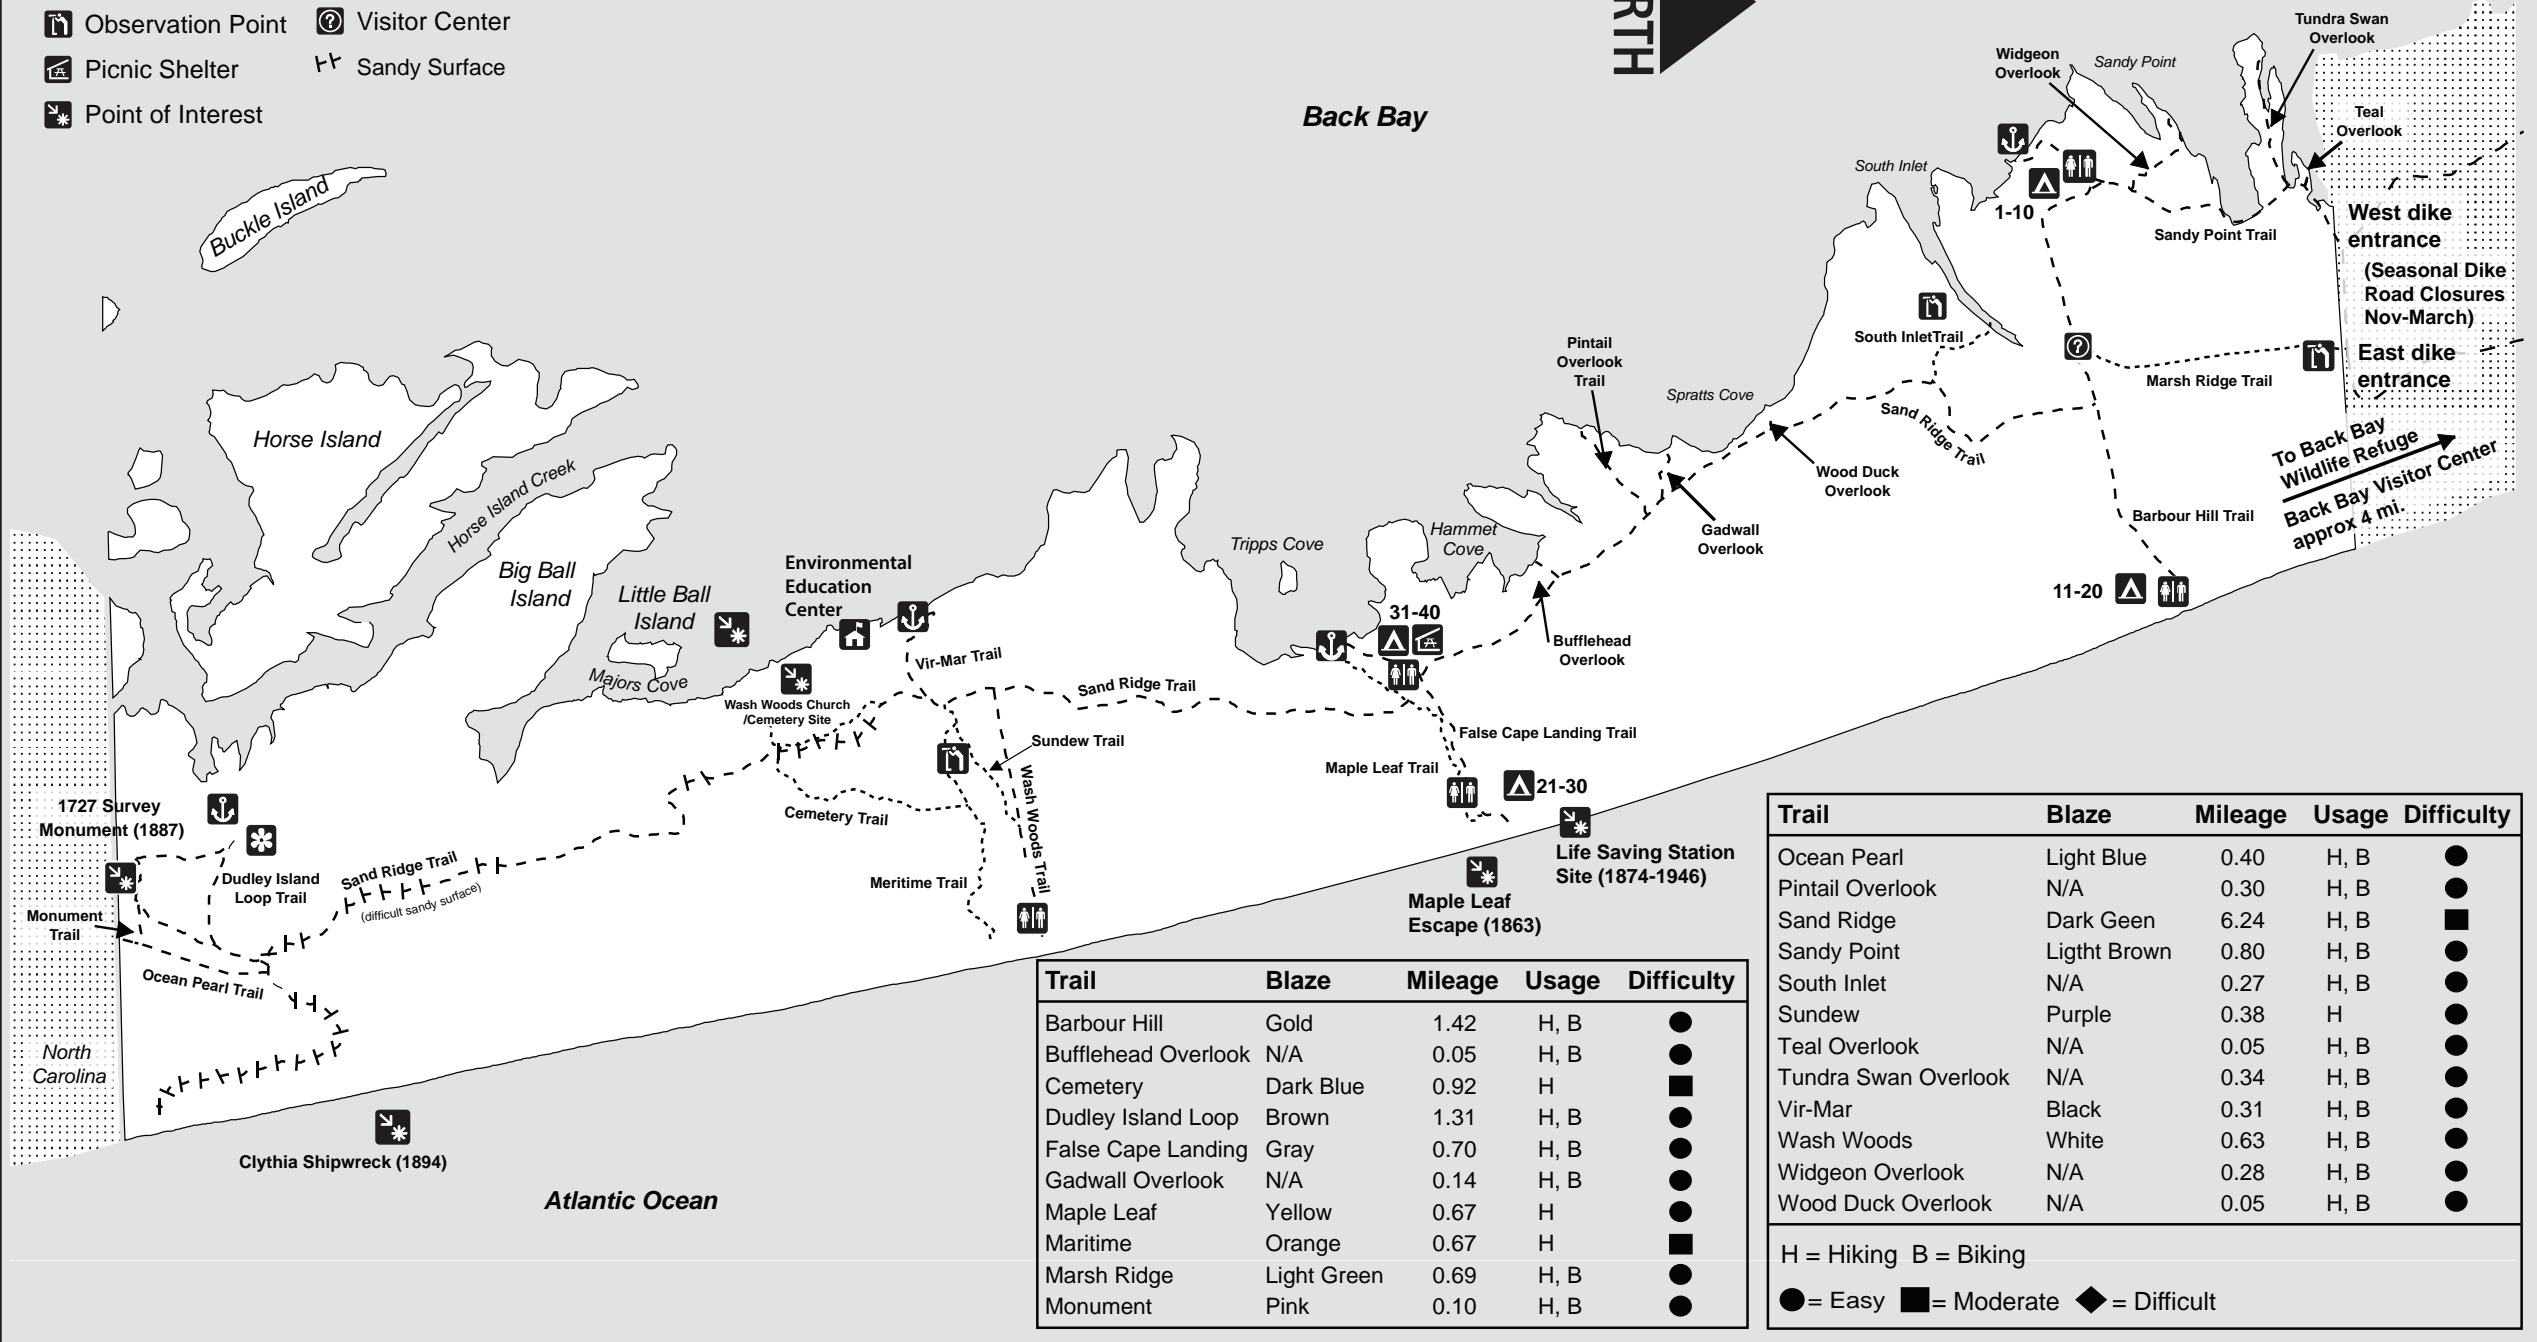 Observation Point
Visitor Center
Picnic Shelter
Sandy Surface
Point of Interest
RTH
Back Bay
Buckle Island
Horse Island
Horse Island Creek
Big Ball
Island
Little Ball
Island
Majors Cove
Environmental
Education
Center
Wash Woods Church
/Cemetery Site
Vir-Mar Trail
Sand Ridge Trail
Sundew Trail
Wash Woods Trail
Cemetery Trail
Meritime Trail
Tripps Cove
Hammet
Cove
31-40
Bufflehead
Overlook
False Cape Landing Trail
Maple Leaf Trail
21-30
Life Saving Station
Site (1874-1946)
Maple Leaf
Escape (1863)
Pintail
Overlook
Trail
Spratts Cove
Gadwall
Overlook
Wood Duck
Overlook
Sand Ridge Trail
South Inlet
South InletTrail
Widgeon
Overlook
Sandy Point
Tundra Swan
Overlook
Teal
Overlook
1-10
Sandy Point Trail
West dike
entrance
(Seasonal Dike
Road Closures
Nov-March)
East dike
entrance
Marsh Ridge Trail
To Back Bay
Wildlife Refuge
Back Bay Visitor Center
approx 4 mi.
Barbour Hill Trail
11-20
1727 Survey
Monument (1887)
Dudley Island
Loop Trail
Sand Ridge Trail
(difficult sandy surface)
Monument
Trail
Ocean Pearl Trail
North
Carolina
Clythia Shipwreck (1894)
Atlantic Ocean
Trail Blaze Mileage Usage Difficulty
Barbour Hill Gold 1.42 H, B
Bufflehead Overlook N/A 0.05 H, B
Cemetery Dark Blue 0.92 H
Dudley Island Loop Brown 1.31 H, B
False Cape Landing Gray 0.70 H, B
Gadwall Overlook N/A 0.14 H, B
Maple Leaf Yellow 0.67 H
Maritime Orange 0.67 H
Marsh Ridge Light Green 0.69 H, B
Monument Pink 0.10 H, B
Trail Blaze Mileage Usage Difficulty
Ocean Pearl Light Blue 0.40 H, B
Pintail Overlook N/A 0.30 H, B
Sand Ridge Dark Geen 6.24 H, B
Sandy Point Ligtht Brown 0.80 H, B
South Inlet N/A 0.27 H, B
Sundew Purple 0.38 H
Teal Overlook N/A 0.05 H, B
Tundra Swan Overlook N/A 0.34 H, B
Vir-Mar Black 0.31 H, B
Wash Woods White 0.63 H, B
Widgeon Overlook N/A 0.28 H, B
Wood Duck Overlook N/A 0.05 H, B
H = Hiking B = Biking
= Easy = Moderate = Difficult